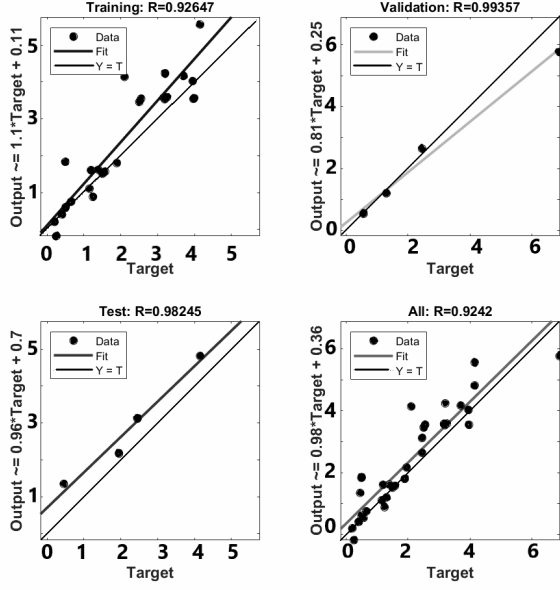 Training: R=0.92647
Output ~= 1.1*Target + 0.11
Data
Fit
Y = T
5
3
1
0 1 2 3 4 5
Target
Validation: R=0.99357
Output ~= 0.81*Target + 0.25
Data
Fit
Y = T
6
4
2
0
0 2 4 6
Target
Test: R=0.98245
Output ~= 0.96*Target + 0.7
Data
Fit
Y = T
5
3
1
0 1 2 3 4 5
Target
All: R=0.9242
Output ~= 0.98*Target + 0.36
Data
Fit
Y = T
6
4
2
0
0 2 4 6
Target